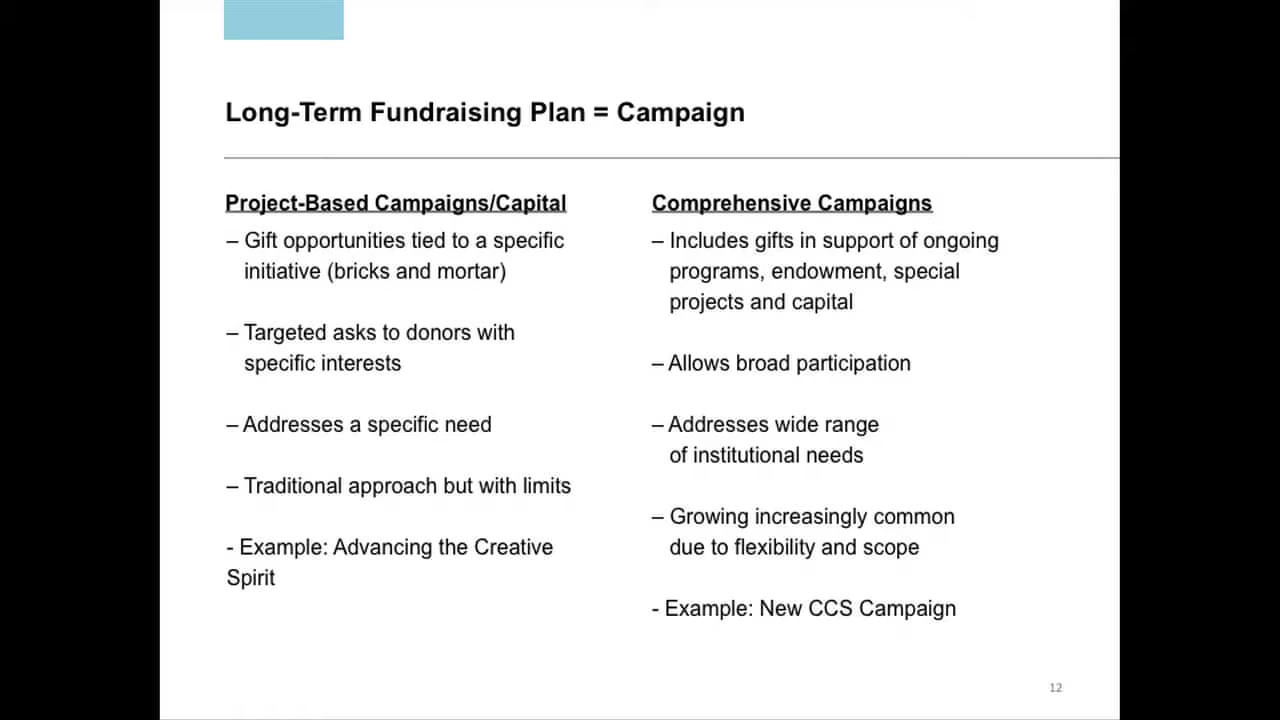 Long-Term Fundraising Plan = Campaign
Project-Based Campaigns/Capital
– Gift opportunities tied to a specific
initiative (bricks and mortar)
– Targeted asks to donors with
specific interests
– Addresses a specific need
– Traditional approach but with limits
- Example: Advancing the Creative
Spirit
Comprehensive Campaigns
– Includes gifts in support of ongoing
programs, endowment, special
projects and capital
– Allows broad participation
– Addresses wide range
of institutional needs
– Growing increasingly common
due to flexibility and scope
- Example: New CCS Campaign
12